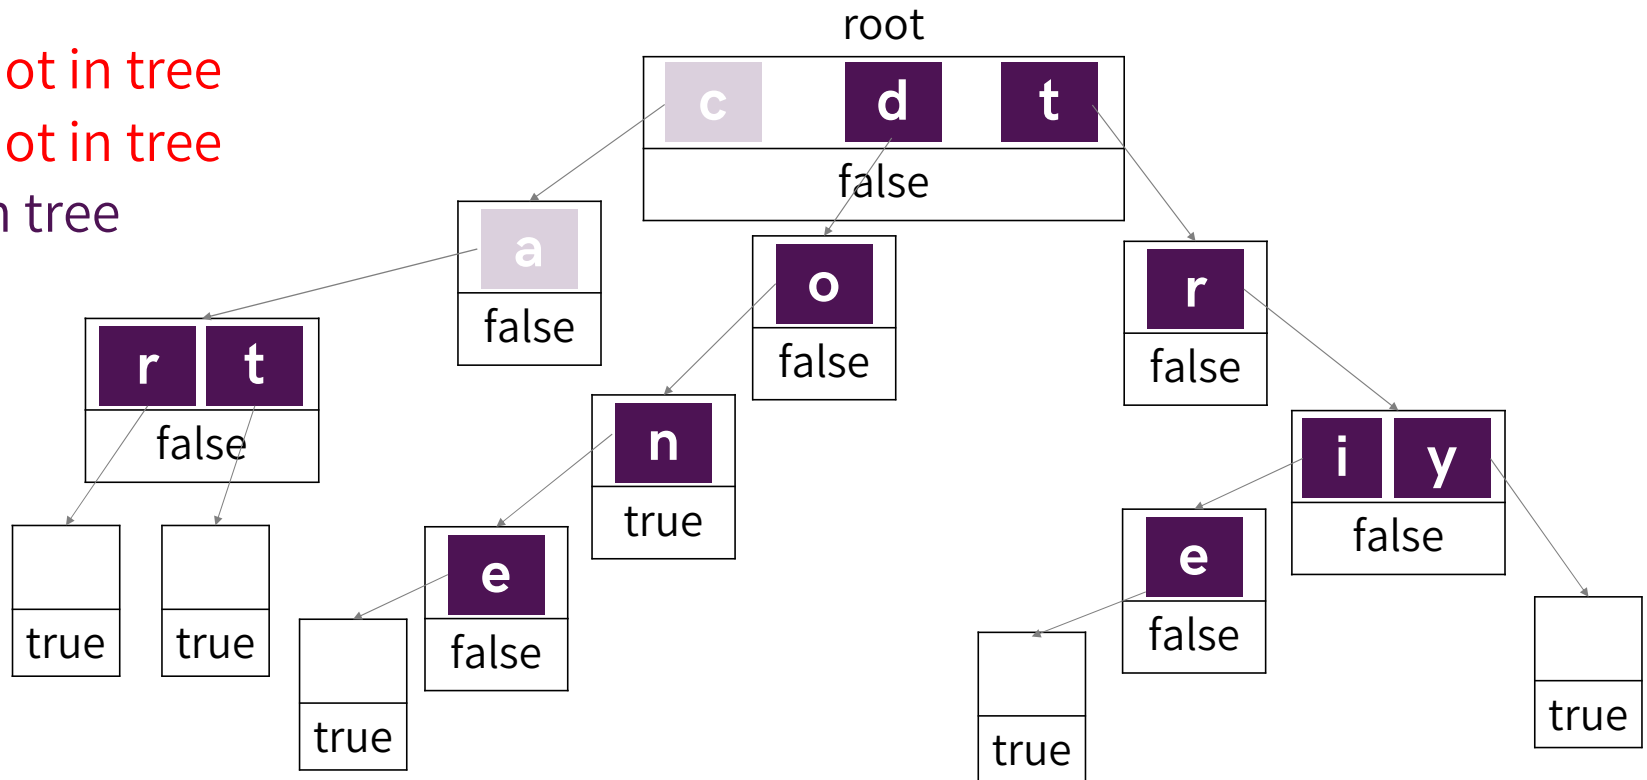 root
ot in tree
c d t
ot in tree
false
n tree
a
o
r
false
r t
false
false
i y
false
n
true
false
e
e
false
false
true
true
true
true
true